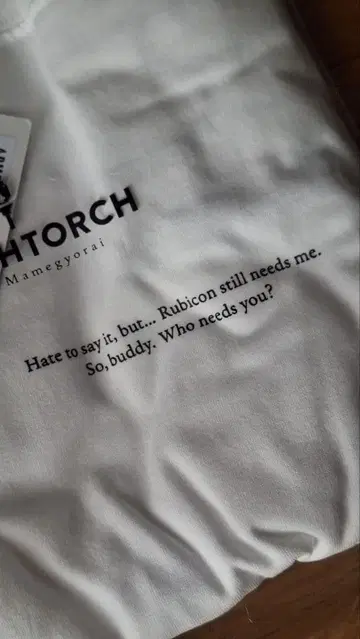 HTORCH
Mamegyorai
Hate to say it, but... Rubicon still needs me.
So, buddy. Who needs you?